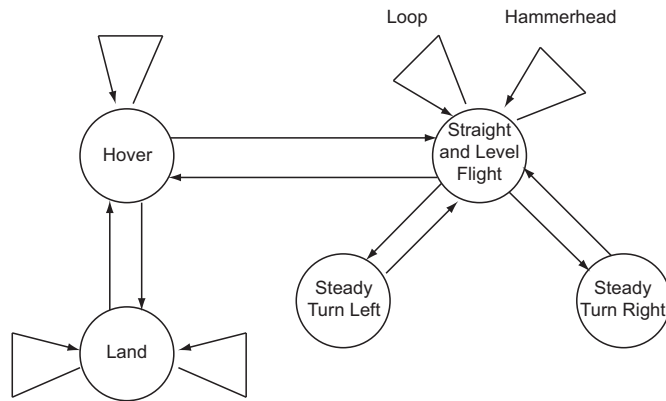 Loop
Hammerhead
Hover
Straight
and Level
Flight
Steady
Turn Left
Steady
Turn Right
Land